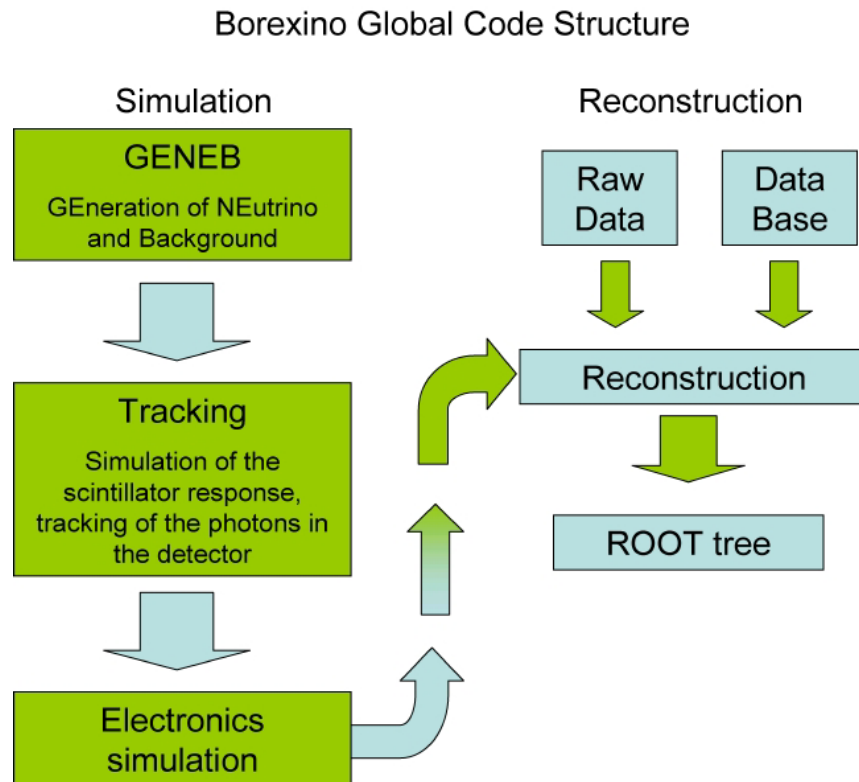 Borexino Global Code Structure
Simulation
GENEB
GEneration of NEutrino
and Background
Tracking
Simulation of the
scintillator response,
tracking of the photons in
the detector
Electronics
simulation
Reconstruction
Raw
Data
Data
Base
Reconstruction
ROOT tree